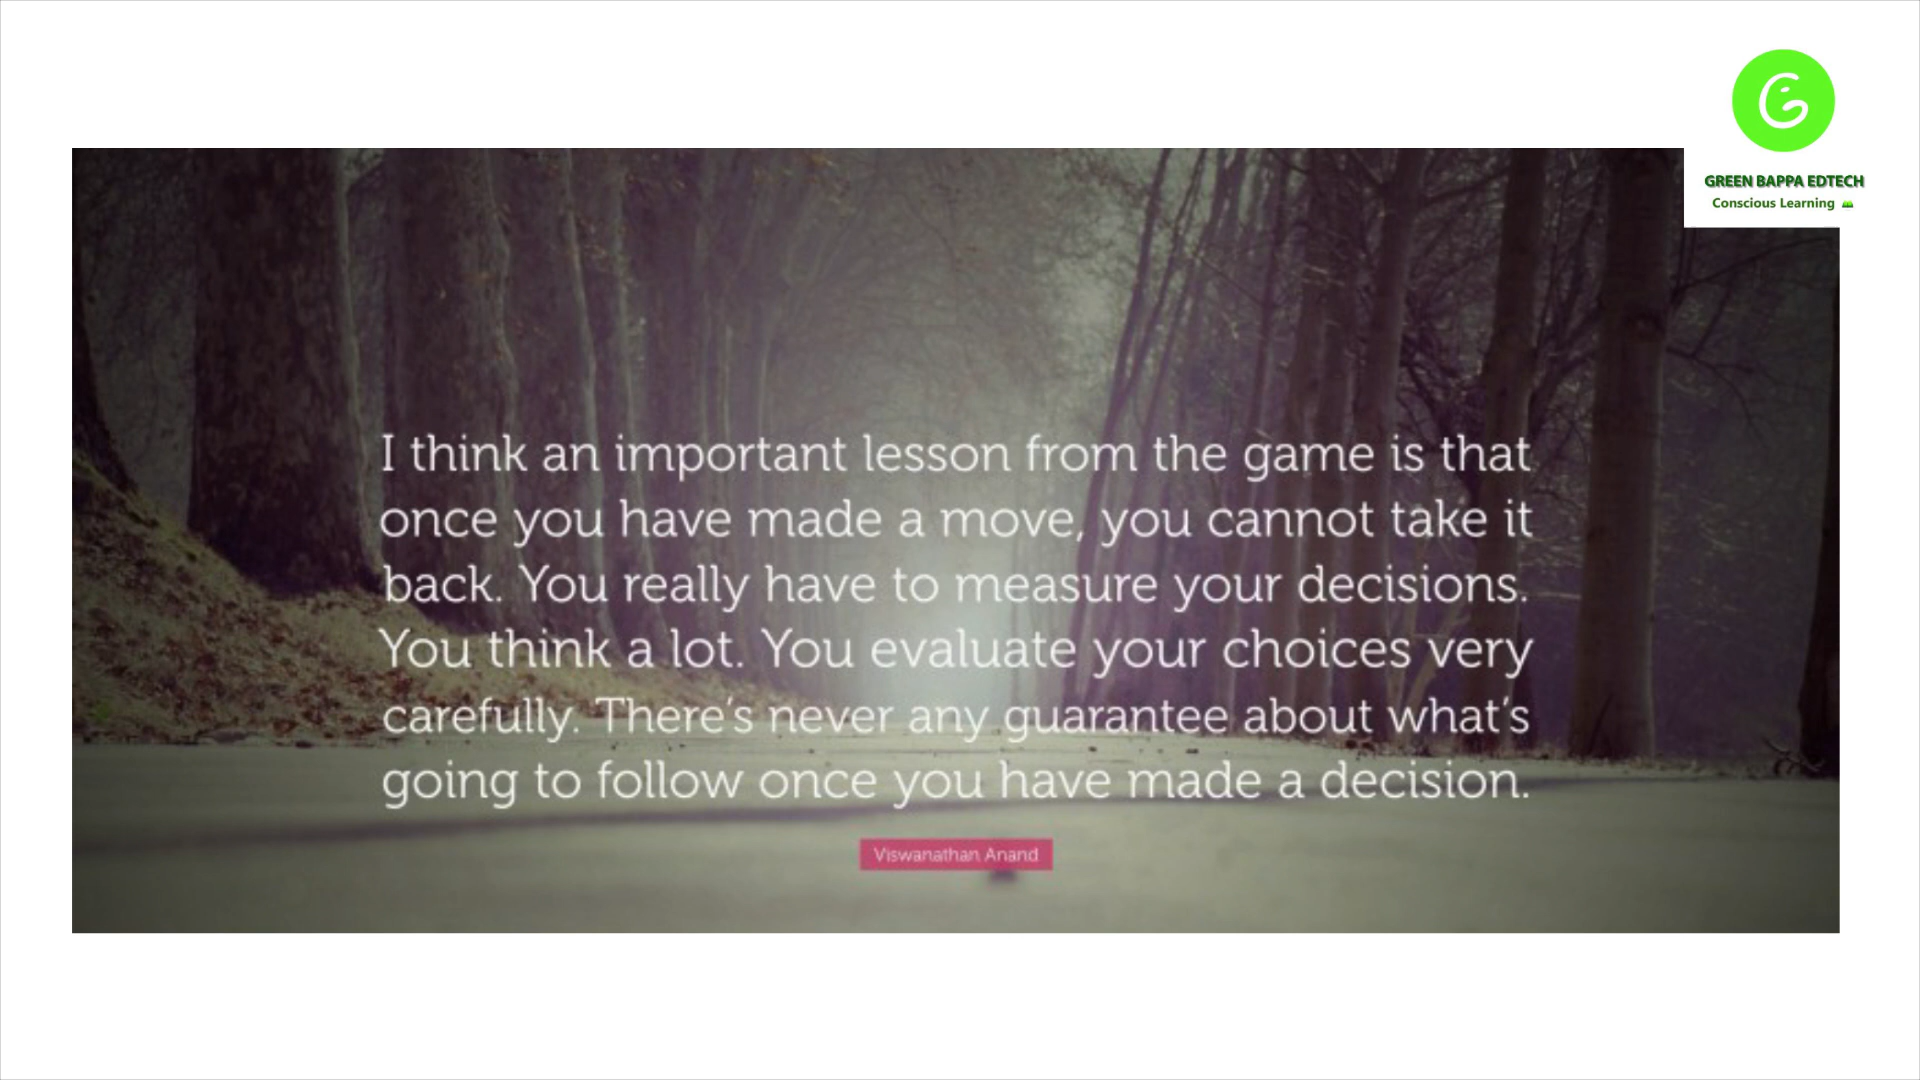 GREEN BAPPA EDTECH
Conscious Learning
I think an important lesson from the game is that
once you have made a move, you cannot take it
back. You really have to measure your decisions.
You think a lot. You evaluate your choices very
carefully. There’s never any guarantee about what’s
going to follow once you have made a decision.
Viswanathan Anand